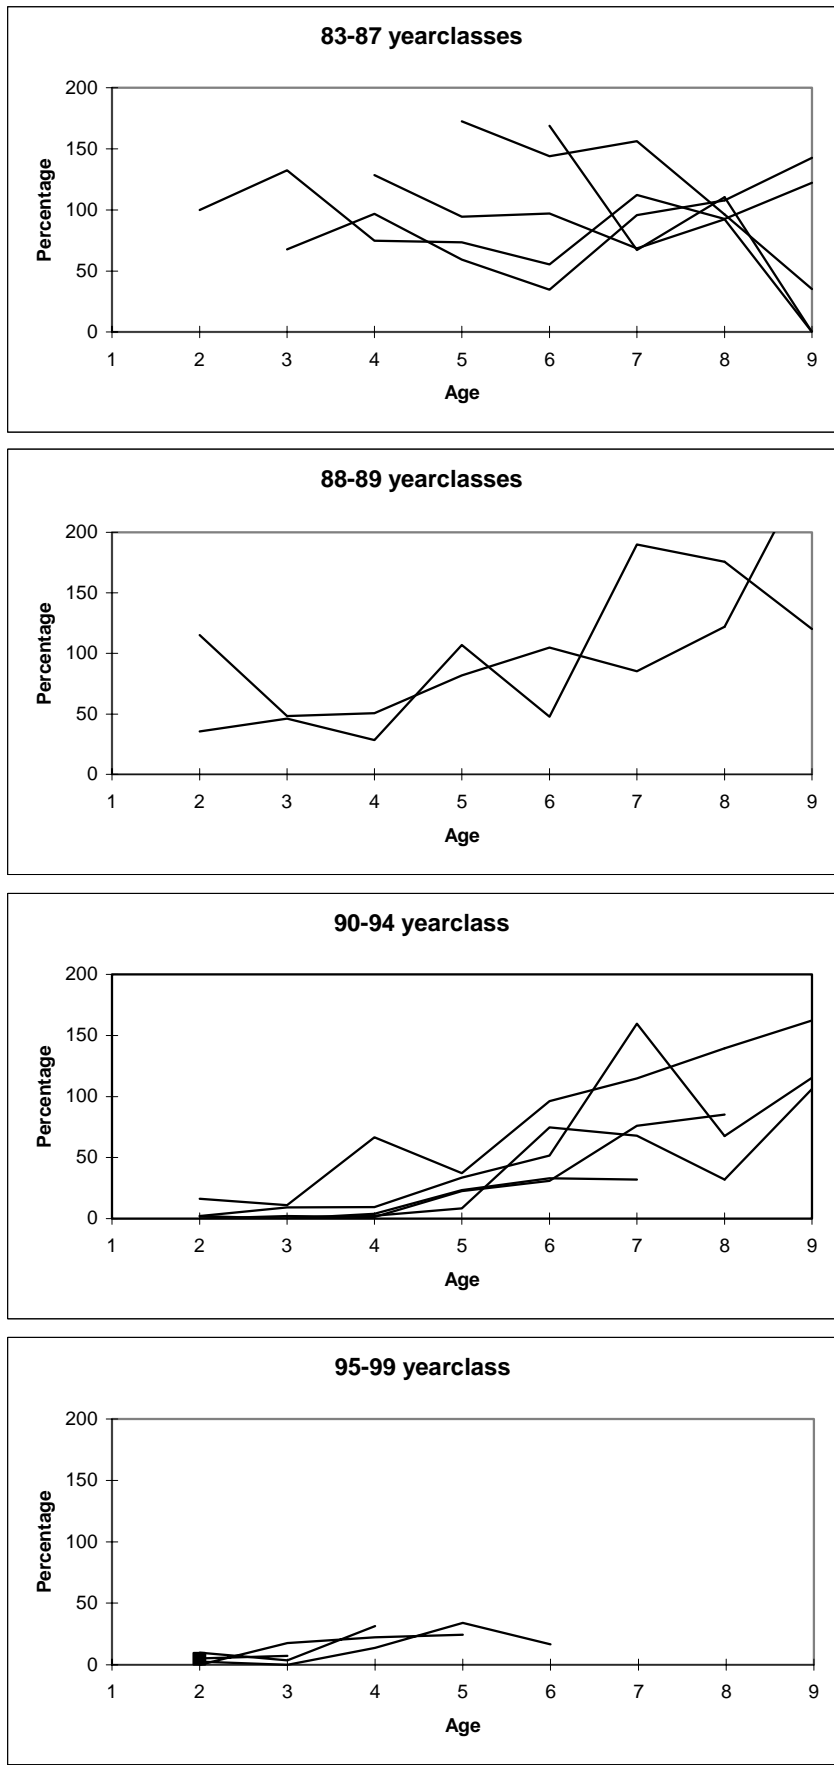 83-87 yearclasses
200
150
100
50
0
Percentage
1 2 3 4 5 6 7 8 9
Age
88-89 yearclasses
200
150
100
50
0
Percentage
1 2 3 4 5 6 7 8 9
Age
90-94 yearclass
200
150
100
50
0
Percentage
1 2 3 4 5 6 7 8 9
Age
95-99 yearclass
200
150
100
50
0
Percentage
1 2 3 4 5 6 7 8 9
Age